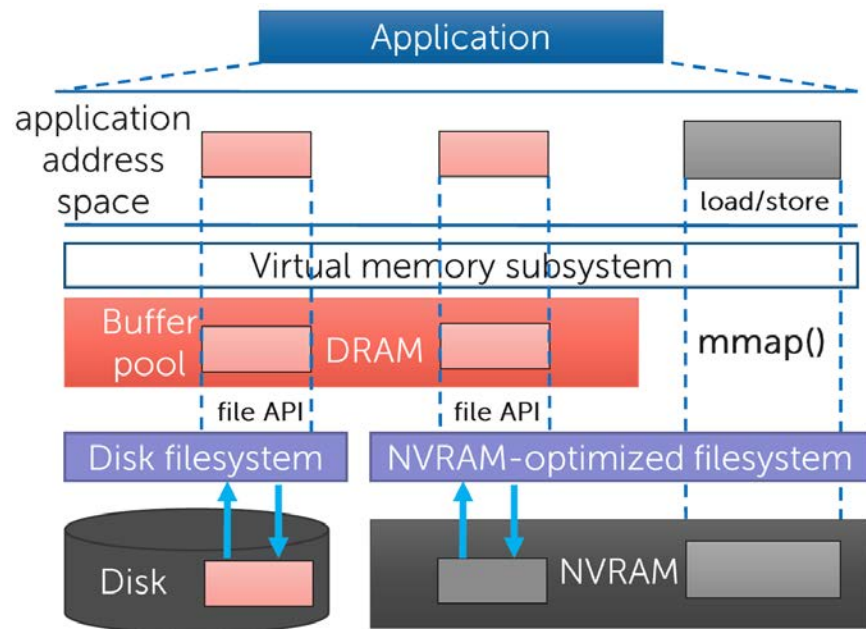 Application
application
address
space
load/store
Virtual memory subsystem
Buffer
pool
DRAM
mmap()
file API
file API
Disk filesystem
NVRAM-optimized filesystem
Disk
NVRAM